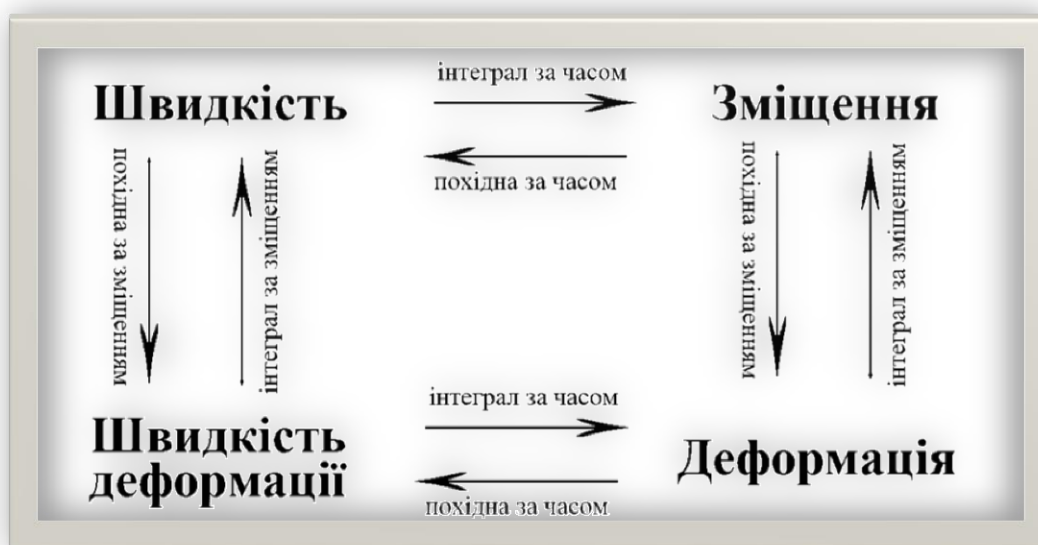 Швидкість
інтеграл за часом
Зміщення
похідна за часом
похідна за зміщенням
інтеграл за зміщенням
похідна за зміщенням
інтеграл за зміщенням
Швидкість
деформації
інтеграл за часом
Деформація
похідна за часом